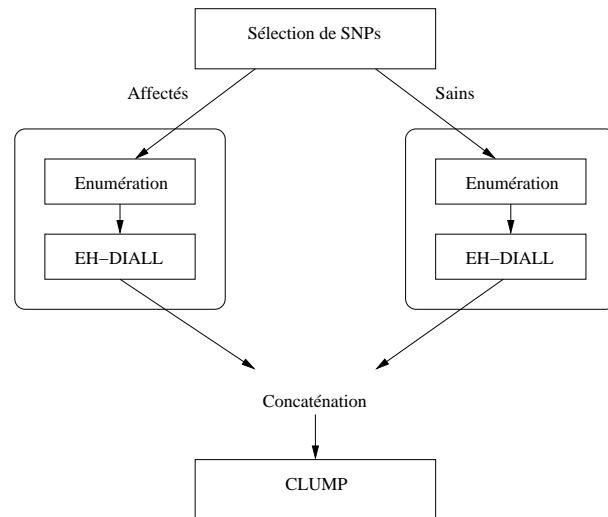 Sélection de SNPs
Affectés
Sains
Enumération
Enumération
EH−DIALL
EH−DIALL
Concaténation
CLUMP